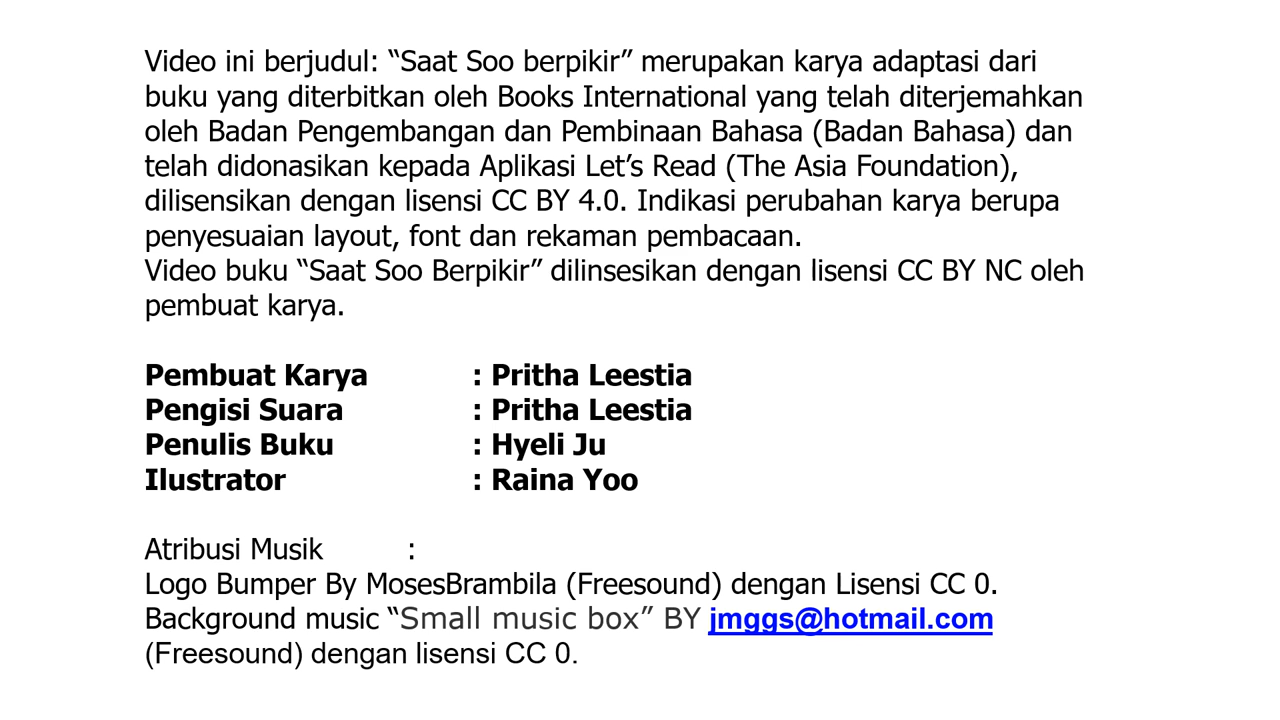 Video ini berjudul: “Saat Soo berpikir” merupakan karya adaptasi dari
buku yang diterbitkan oleh Books International yang telah diterjemahkan
oleh Badan Pengembangan dan Pembinaan Bahasa (Badan Bahasa) dan
telah didonasikan kepada Aplikasi Let’s Read (The Asia Foundation),
dilisensikan dengan lisensi CC BY 4.0. Indikasi perubahan karya berupa
penyesuaian layout, font dan rekaman pembacaan.
Video buku “Saat Soo Berpikir” dilinsesikan dengan lisensi CC BY NC oleh
pembuat karya.
Pembuat Karya : Pritha Leestia
Pengisi Suara : Pritha Leestia
Penulis Buku : Hyeli Ju
Ilustrator : Raina Yoo
Atribusi Musik :
Logo Bumper By MosesBrambila (Freesound) dengan Lisensi CC 0.
Background music “Small music box” BY jmggs@hotmail.com
(Freesound) dengan lisensi CC 0.